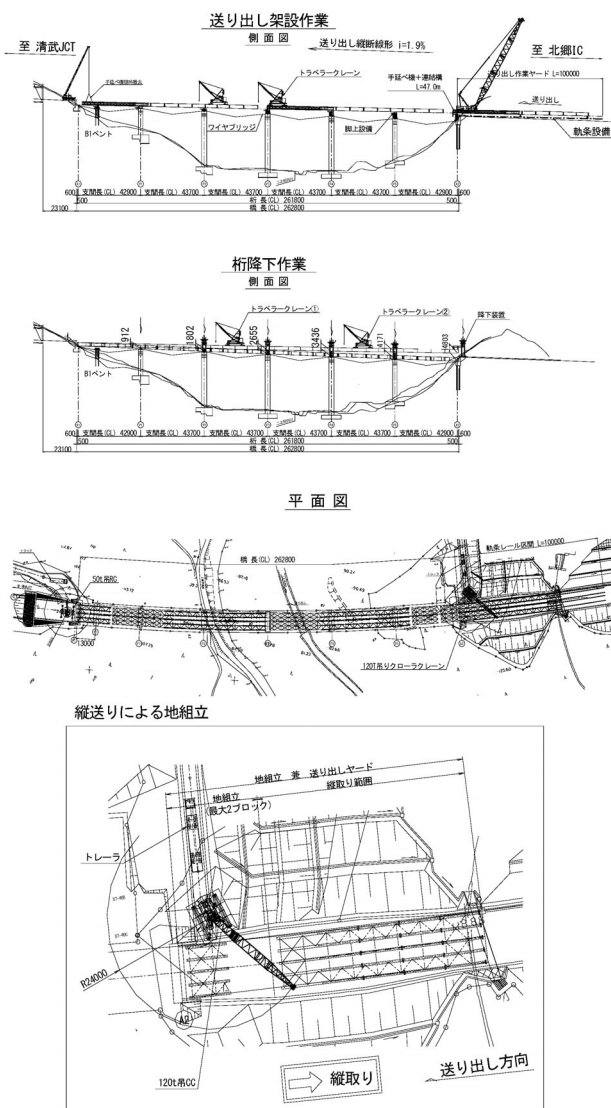 送り出し架設作業
側面図
至 清武JCT
送り出し縦断線形 i=1.9%
至 北郷IC
送り出し作業ヤード L=100000
トラベラークレーン
手延べ機+連結構
L=47.0m
送り出し
B1ベント
ワイヤブリッジ
脚上設備
軌条設備
600 支間長(CL) 42900 支間長(CL) 43700 支間長(CL) 43700 支間長(CL) 43700 支間長(CL) 43700 支間長(CL) 42900 600
500 桁長(CL) 261800 500
23100 橋長(CL) 262800
桁降下作業
側面図
トラベラークレーン① トラベラークレーン② 降下装置
1912 1802 2655 3436 4171 4803
B1ベント
600 支間長(CL) 42900 支間長(CL) 43700 支間長(CL) 43700 支間長(CL) 43700 支間長(CL) 43700 支間長(CL) 42900 600
500 桁長(CL) 261800 500
23100 橋長(CL) 262800
平面図
橋長(CL) 262800
軌条レール区間 L=100000
50t吊RC
13000
120T吊りクローラクレーン
縦送りによる地組立
地組立 兼 送り出しヤード
縦取り範囲
地組立
(最大2ブロック)
トレーラ
R24000
A2
120t吊CC
縦取り
送り出し方向